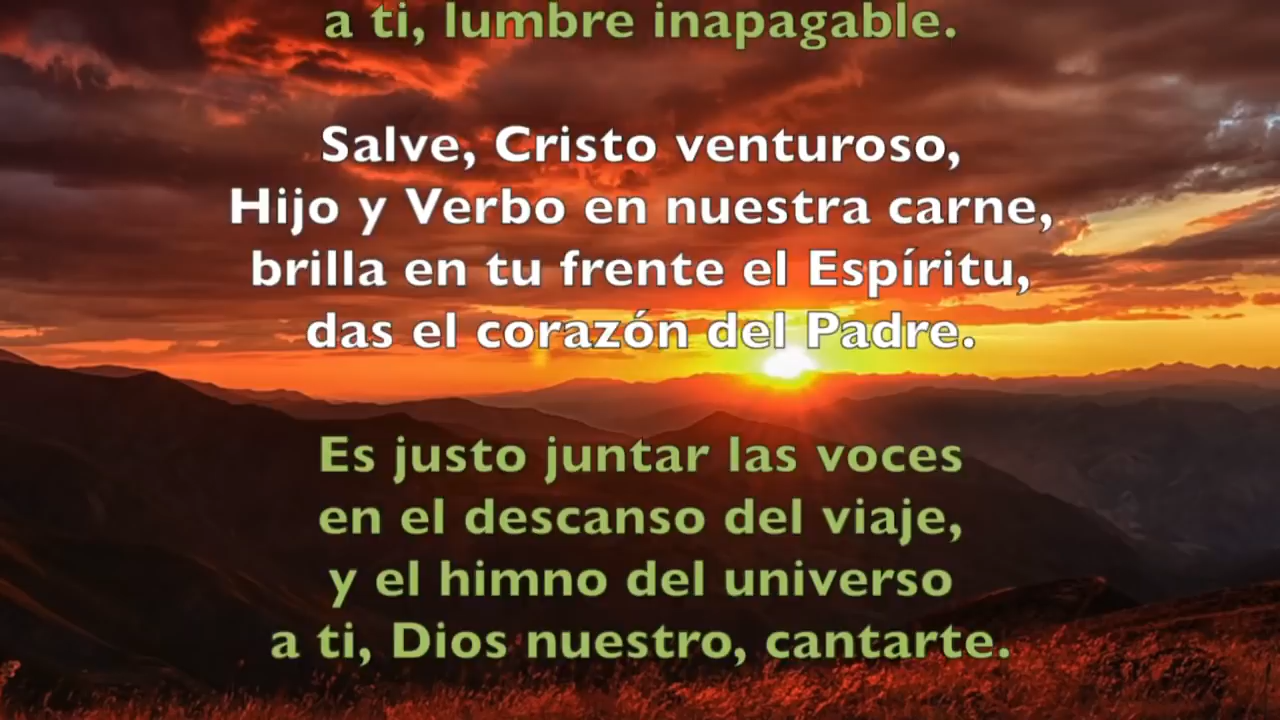 a ti, lumbre inapagable.
Salve, Cristo venturoso,
Hijo y Verbo en nuestra carne,
brilla en tu frente el Espíritu,
das el corazón del Padre.
Es justo juntar las voces
en el descanso del viaje,
y el himno del universo
a ti, Dios nuestro, cantarte.